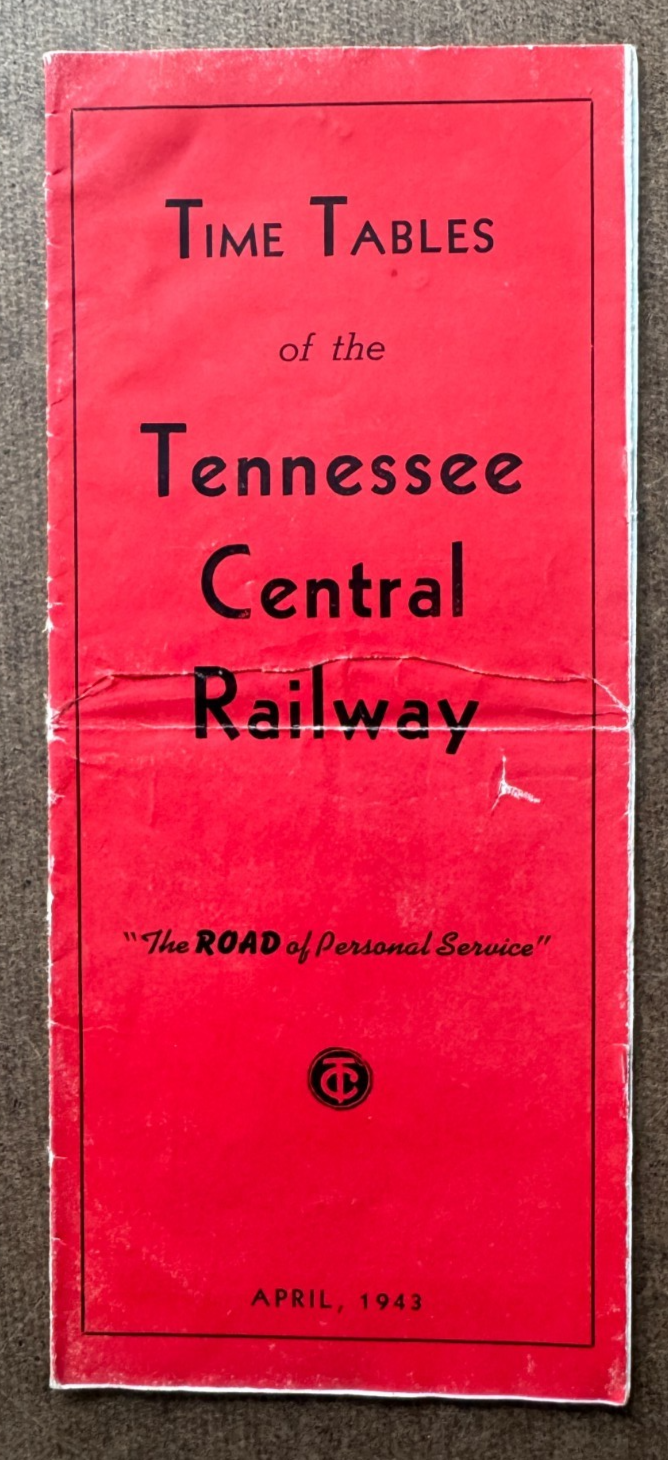 TIME TABLES
of the
Tennessee
Central
Railway
"The ROAD of Personal Service"
TC
APRIL, 1943